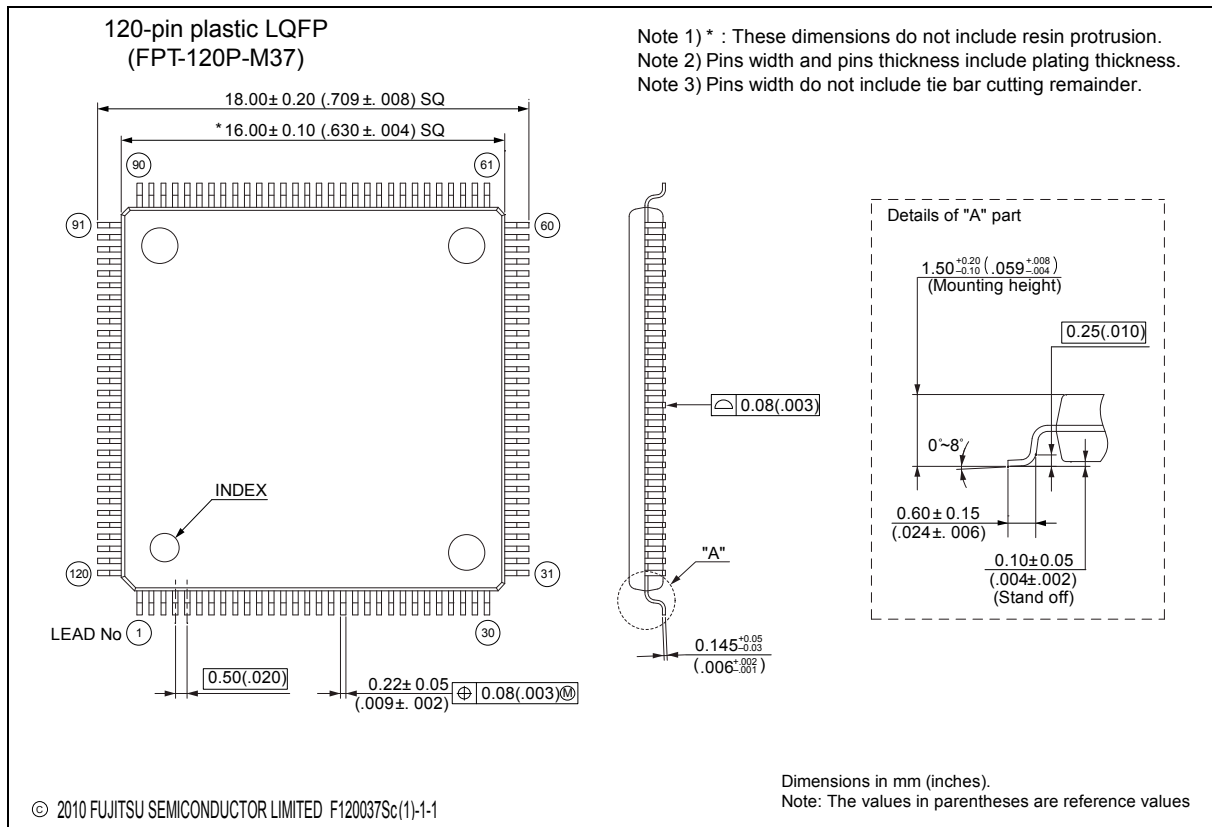 120-pin plastic LQFP
(FPT-120P-M37)
Note 1) * : These dimensions do not include resin protrusion.
Note 2) Pins width and pins thickness include plating thickness.
Note 3) Pins width do not include tie bar cutting remainder.
18.00± 0.20 (.709 ±. 008) SQ
*16.00± 0.10 (.630 ±. 004) SQ
90
61
91
60
INDEX
120
31
LEAD No 1
30
0.50(.020)
0.22± 0.05
(.009±. 002)
⌖ 0.08(.003)Ⓜ
⌓ 0.08(.003)
"A"
0.145+0.05 -0.03
(.006+.002 -.001)
Details of "A" part
1.50+0.20 -0.10 (.059+.008 -.004)
(Mounting height)
0.25(.010)
0°~8°
0.60± 0.15
(.024±. 006)
0.10±0.05
(.004±.002)
(Stand off)
© 2010 FUJITSU SEMICONDUCTOR LIMITED F120037Sc(1)-1-1
Dimensions in mm (inches).
Note: The values in parentheses are reference values